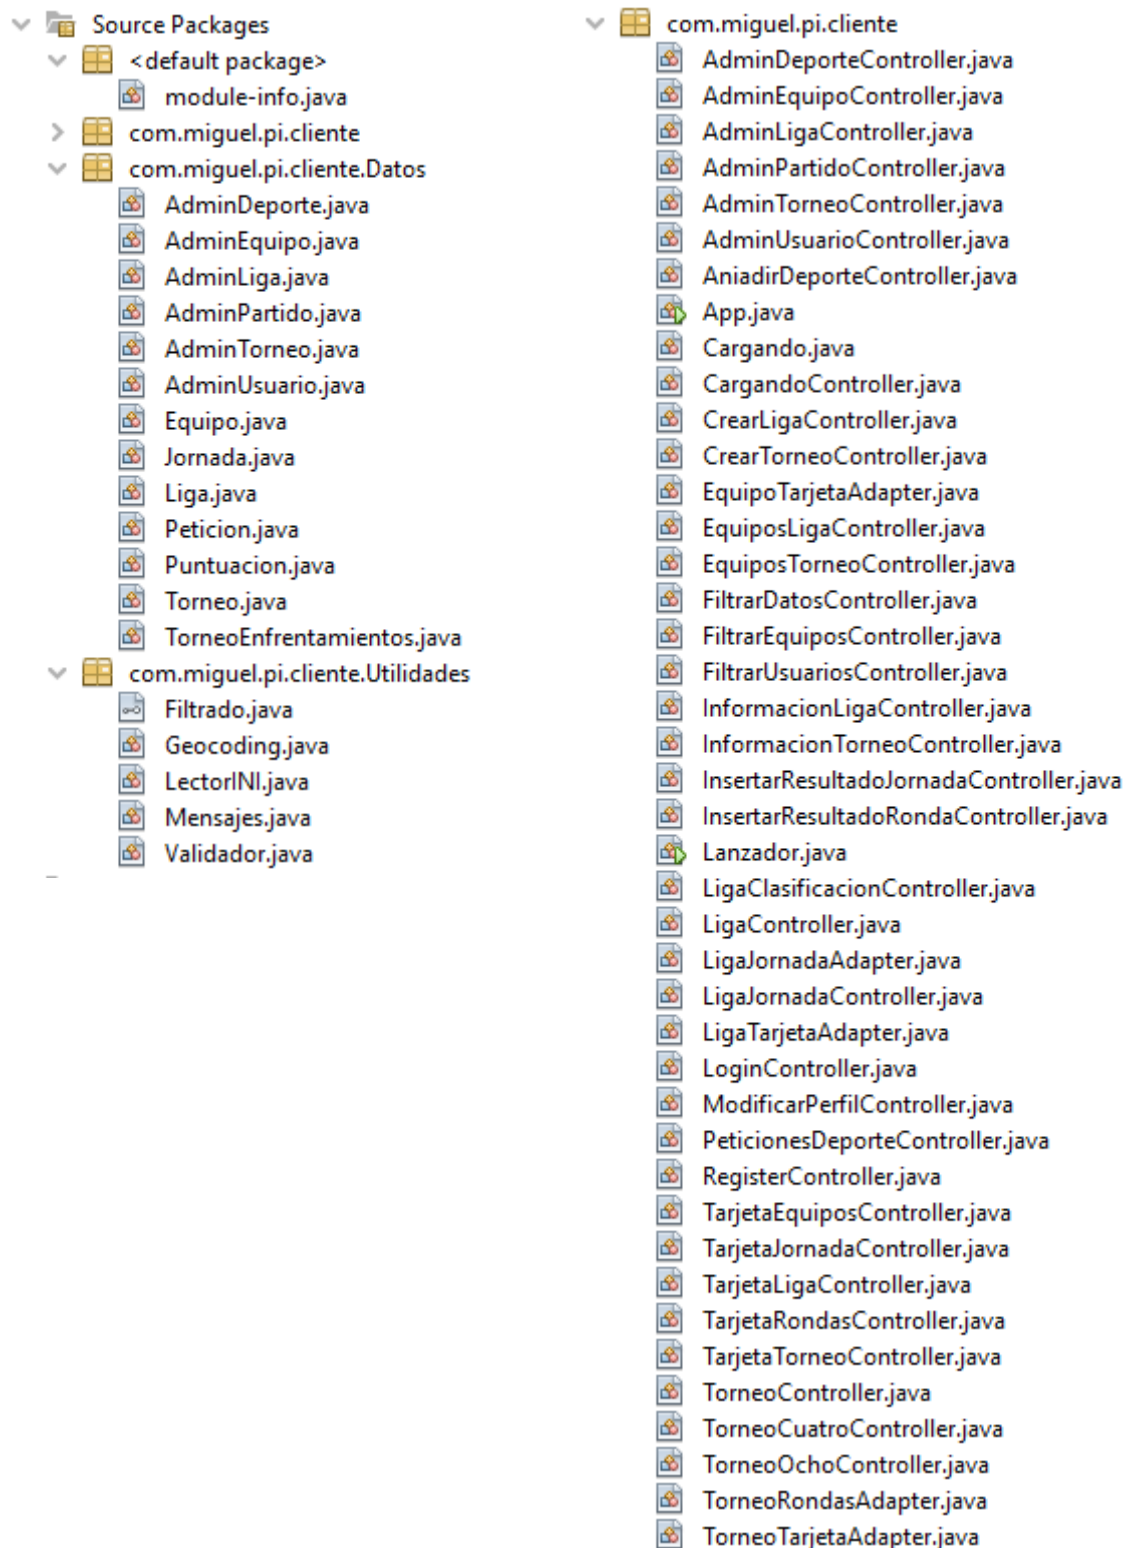 Source Packages
<default package>
module-info.java
com.miguel.pi.cliente
com.miguel.pi.cliente.Datos
AdminDeporte.java
AdminEquipo.java
AdminLiga.java
AdminPartido.java
AdminTorneo.java
AdminUsuario.java
Equipo.java
Jornada.java
Liga.java
Peticion.java
Puntuacion.java
Torneo.java
TorneoEnfrentamientos.java
com.miguel.pi.cliente.Utilidades
Filtrado.java
Geocoding.java
LectorINI.java
Mensajes.java
Validador.java
com.miguel.pi.cliente
AdminDeporteController.java
AdminEquipoController.java
AdminLigaController.java
AdminPartidoController.java
AdminTorneoController.java
AdminUsuarioController.java
AniadirDeporteController.java
App.java
Cargando.java
CargandoController.java
CrearLigaController.java
CrearTorneoController.java
EquipoTarjetaAdapter.java
EquiposLigaController.java
EquiposTorneoController.java
FiltrarDatosController.java
FiltrarEquiposController.java
FiltrarUsuariosController.java
InformacionLigaController.java
InformacionTorneoController.java
InsertarResultadoJornadaController.java
InsertarResultadoRondaController.java
Lanzador.java
LigaClasificacionController.java
LigaController.java
LigaJornadaAdapter.java
LigaJornadaController.java
LigaTarjetaAdapter.java
LoginController.java
ModificarPerfilController.java
PeticionesDeporteController.java
RegisterController.java
TarjetaEquiposController.java
TarjetaJornadaController.java
TarjetaLigaController.java
TarjetaRondasController.java
TarjetaTorneoController.java
TorneoController.java
TorneoCuatroController.java
TorneoOchoController.java
TorneoRondasAdapter.java
TorneoTarjetaAdapter.java